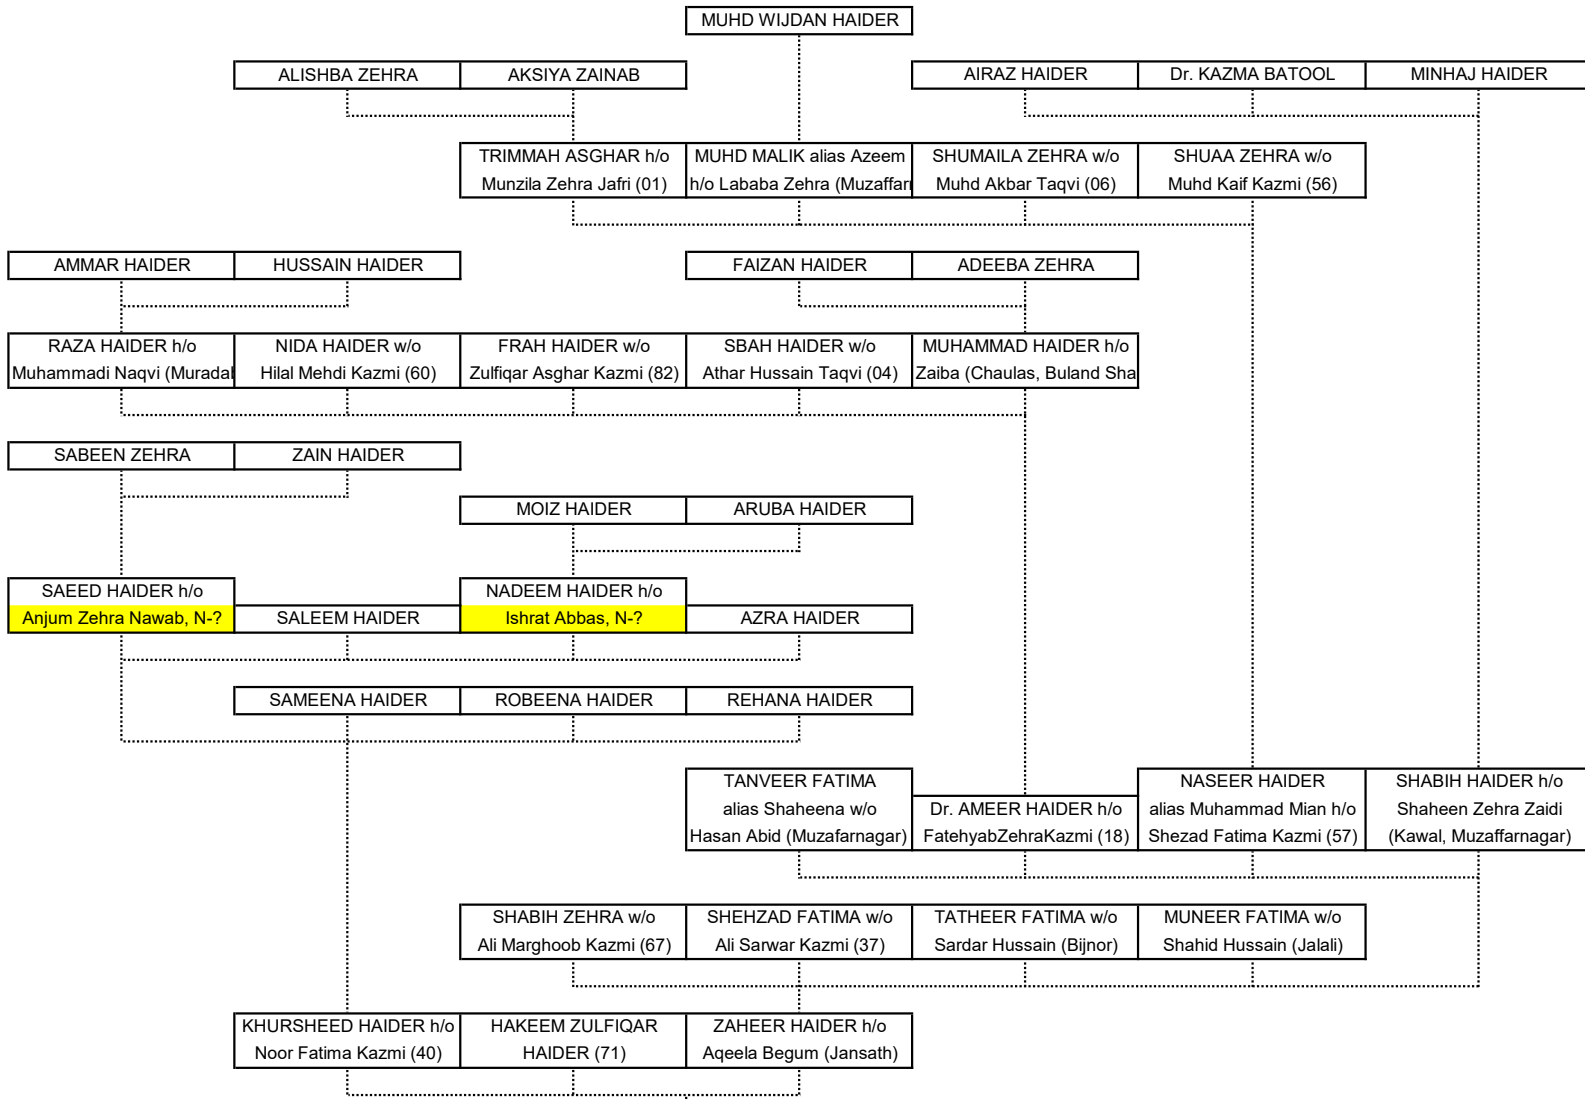 MUHD WIJDAN HAIDER
ALISHBA ZEHRA
AKSIYA ZAINAB
AIRAZ HAIDER
Dr. KAZMA BATOOL
MINHAJ HAIDER
TRIMMAH ASGHAR h/o
Munzila Zehra Jafri (01)
MUHD MALIK alias Azeem
h/o Lababa Zehra (Muzaffarn
SHUMAILA ZEHRA w/o
Muhd Akbar Taqvi (06)
SHUAA ZEHRA w/o
Muhd Kaif Kazmi (56)
AMMAR HAIDER
HUSSAIN HAIDER
FAIZAN HAIDER
ADEEBA ZEHRA
RAZA HAIDER h/o
Muhammadi Naqvi (Muradab
NIDA HAIDER w/o
Hilal Mehdi Kazmi (60)
FRAH HAIDER w/o
Zulfiqar Asghar Kazmi (82)
SBAH HAIDER w/o
Athar Hussain Taqvi (04)
MUHAMMAD HAIDER h/o
Zaiba (Chaulas, Buland Sha
SABEEN ZEHRA
ZAIN HAIDER
MOIZ HAIDER
ARUBA HAIDER
SAEED HAIDER h/o
Anjum Zehra Nawab, N-?
SALEEM HAIDER
NADEEM HAIDER h/o
Ishrat Abbas, N-?
AZRA HAIDER
SAMEENA HAIDER
ROBEENA HAIDER
REHANA HAIDER
TANVEER FATIMA
alias Shaheena w/o
Hasan Abid (Muzafarnagar)
Dr. AMEER HAIDER h/o
FatehyabZehraKazmi (18)
NASEER HAIDER
alias Muhammad Mian h/o
Shezad Fatima Kazmi (57)
SHABIH HAIDER h/o
Shaheen Zehra Zaidi
(Kawal, Muzaffarnagar)
SHABIH ZEHRA w/o
Ali Marghoob Kazmi (67)
SHEHZAD FATIMA w/o
Ali Sarwar Kazmi (37)
TATHEER FATIMA w/o
Sardar Hussain (Bijnor)
MUNEER FATIMA w/o
Shahid Hussain (Jalali)
KHURSHEED HAIDER h/o
Noor Fatima Kazmi (40)
HAKEEM ZULFIQAR
HAIDER (71)
ZAHEER HAIDER h/o
Aqeela Begum (Jansath)